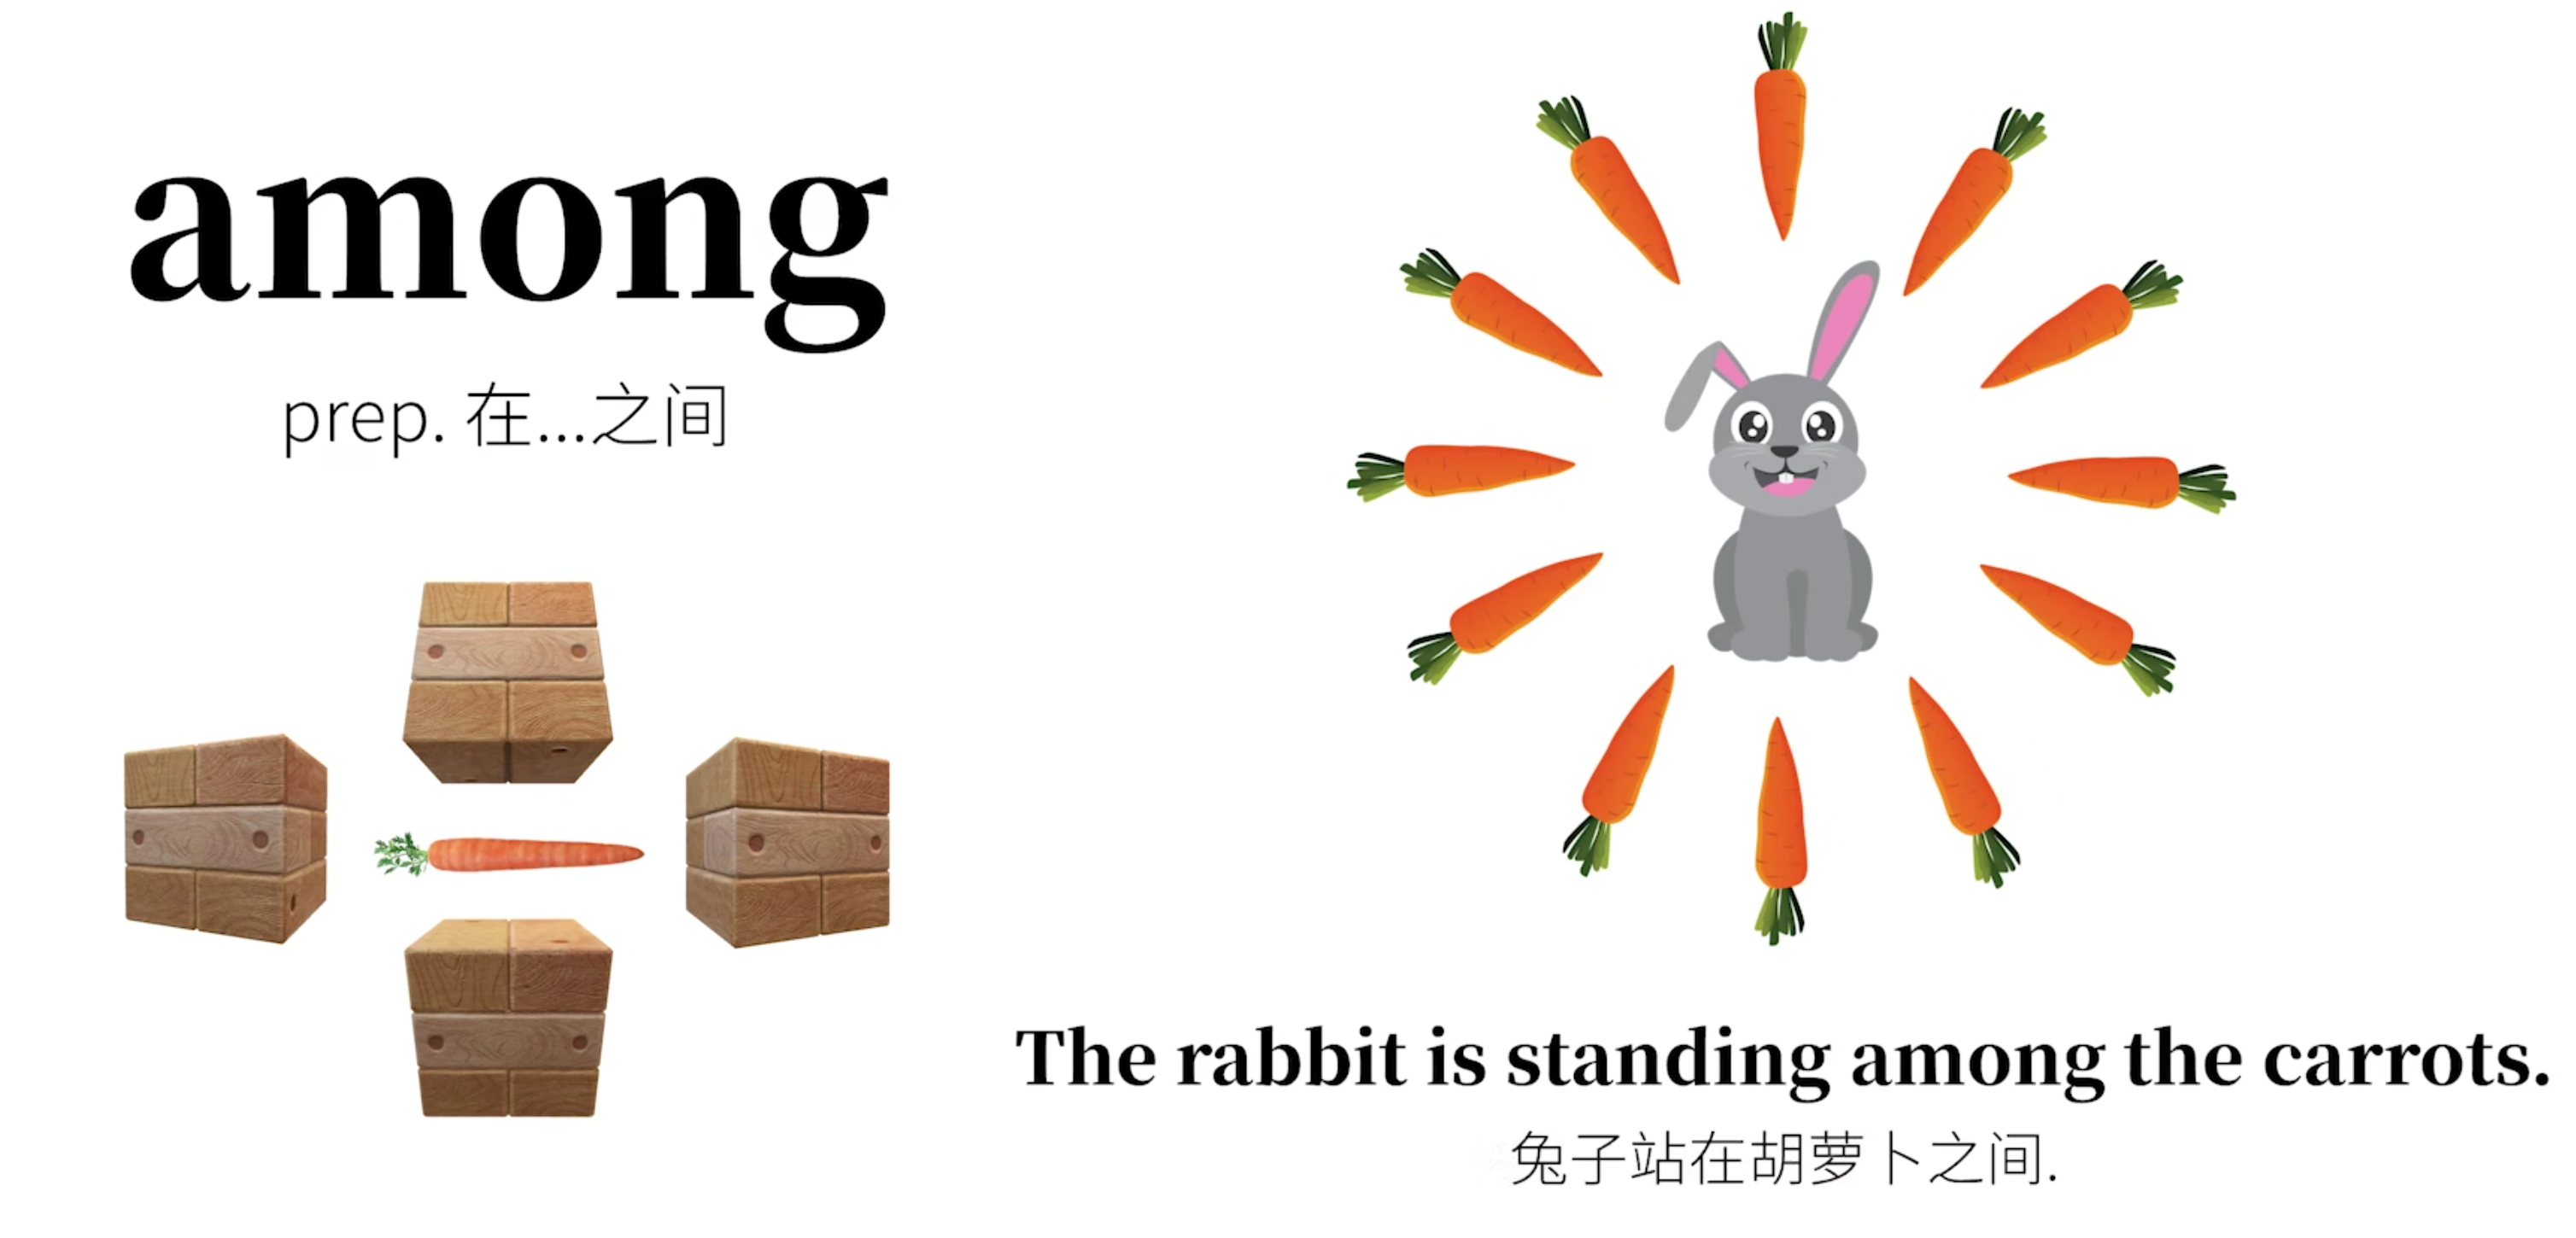 among
prep. 在...之间
The rabbit is standing among the carrots.
兔子站在胡萝卜之间.